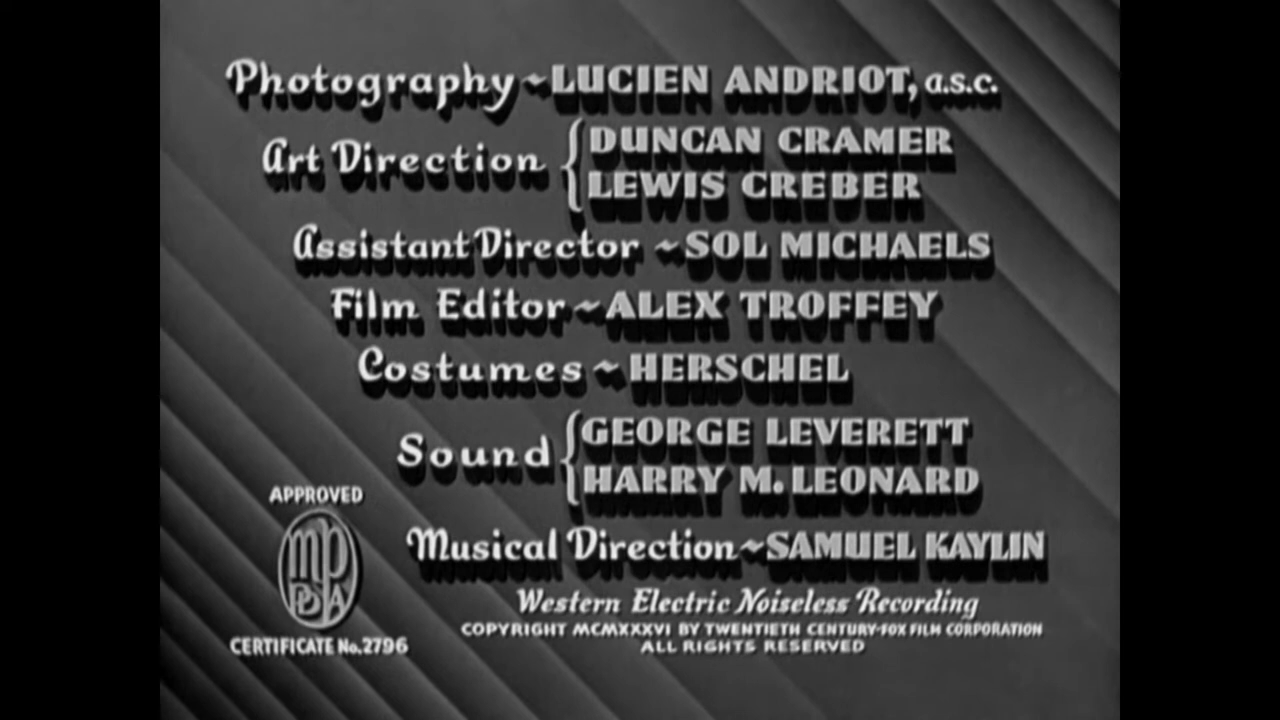 Photography ~ LUCIEN ANDRIOT, a.s.c.
Art Direction { DUNCAN CRAMER
LEWIS CREBER
Assistant Director ~ SOL MICHAELS
Film Editor ~ ALEX TROFFEY
Costumes ~ HERSCHEL
Sound { GEORGE LEVERETT
HARRY M. LEONARD
Musical Direction ~ SAMUEL KAYLIN
Western Electric Noiseless Recording
COPYRIGHT MCMXXXVI BY TWENTIETH CENTURY-FOX FILM CORPORATION
ALL RIGHTS RESERVED
APPROVED
MPPDA
CERTIFICATE No. 2796